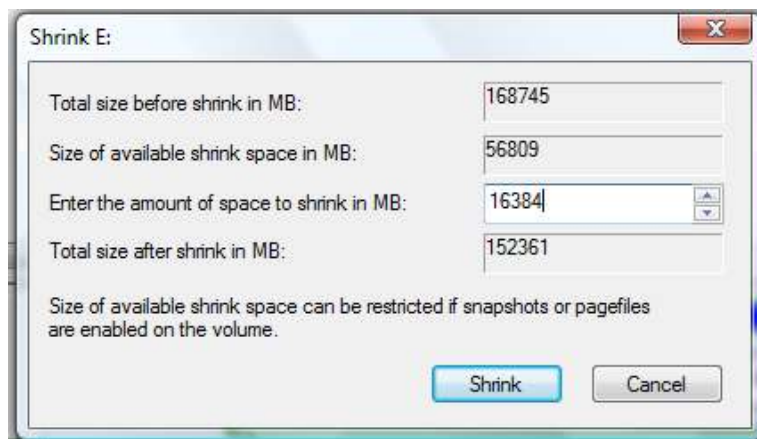 Shrink E:
Total size before shrink in MB: 168745
Size of available shrink space in MB: 56809
Enter the amount of space to shrink in MB: 16384
Total size after shrink in MB: 152361
Size of available shrink space can be restricted if snapshots or pagefiles
are enabled on the volume.
Shrink Cancel